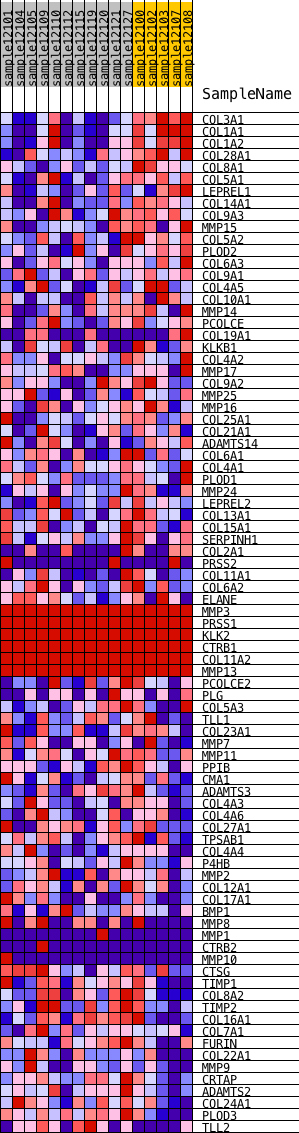 sample12101
sample12104
sample12105
sample12109
sample12110
sample12112
sample12115
sample12119
sample12120
sample12121
sample12122
sample12100
sample12102
sample12103
sample12107
sample12108
SampleName
COL3A1
COL1A1
COL1A2
COL28A1
COL8A1
COL5A1
LEPREL1
COL14A1
COL9A3
MMP15
COL5A2
PLOD2
COL6A3
COL9A1
COL4A5
COL10A1
MMP14
PCOLCE
COL19A1
KLKB1
COL4A2
MMP17
COL9A2
MMP25
MMP16
COL25A1
COL21A1
ADAMTS14
COL6A1
COL4A1
PLOD1
MMP24
LEPREL2
COL13A1
COL15A1
SERPINH1
COL2A1
PRSS2
COL11A1
COL6A2
ELANE
MMP3
PRSS1
KLK2
CTRB1
COL11A2
MMP13
PCOLCE2
PLG
COL5A3
TLL1
COL23A1
MMP7
MMP11
PPIB
CMA1
ADAMTS3
COL4A3
COL4A6
COL27A1
TPSAB1
COL4A4
P4HB
MMP2
COL12A1
COL17A1
BMP1
MMP8
MMP1
CTRB2
MMP10
CTSG
TIMP1
COL8A2
TIMP2
COL16A1
COL7A1
FURIN
COL22A1
MMP9
CRTAP
ADAMTS2
COL24A1
PLOD3
TLL2